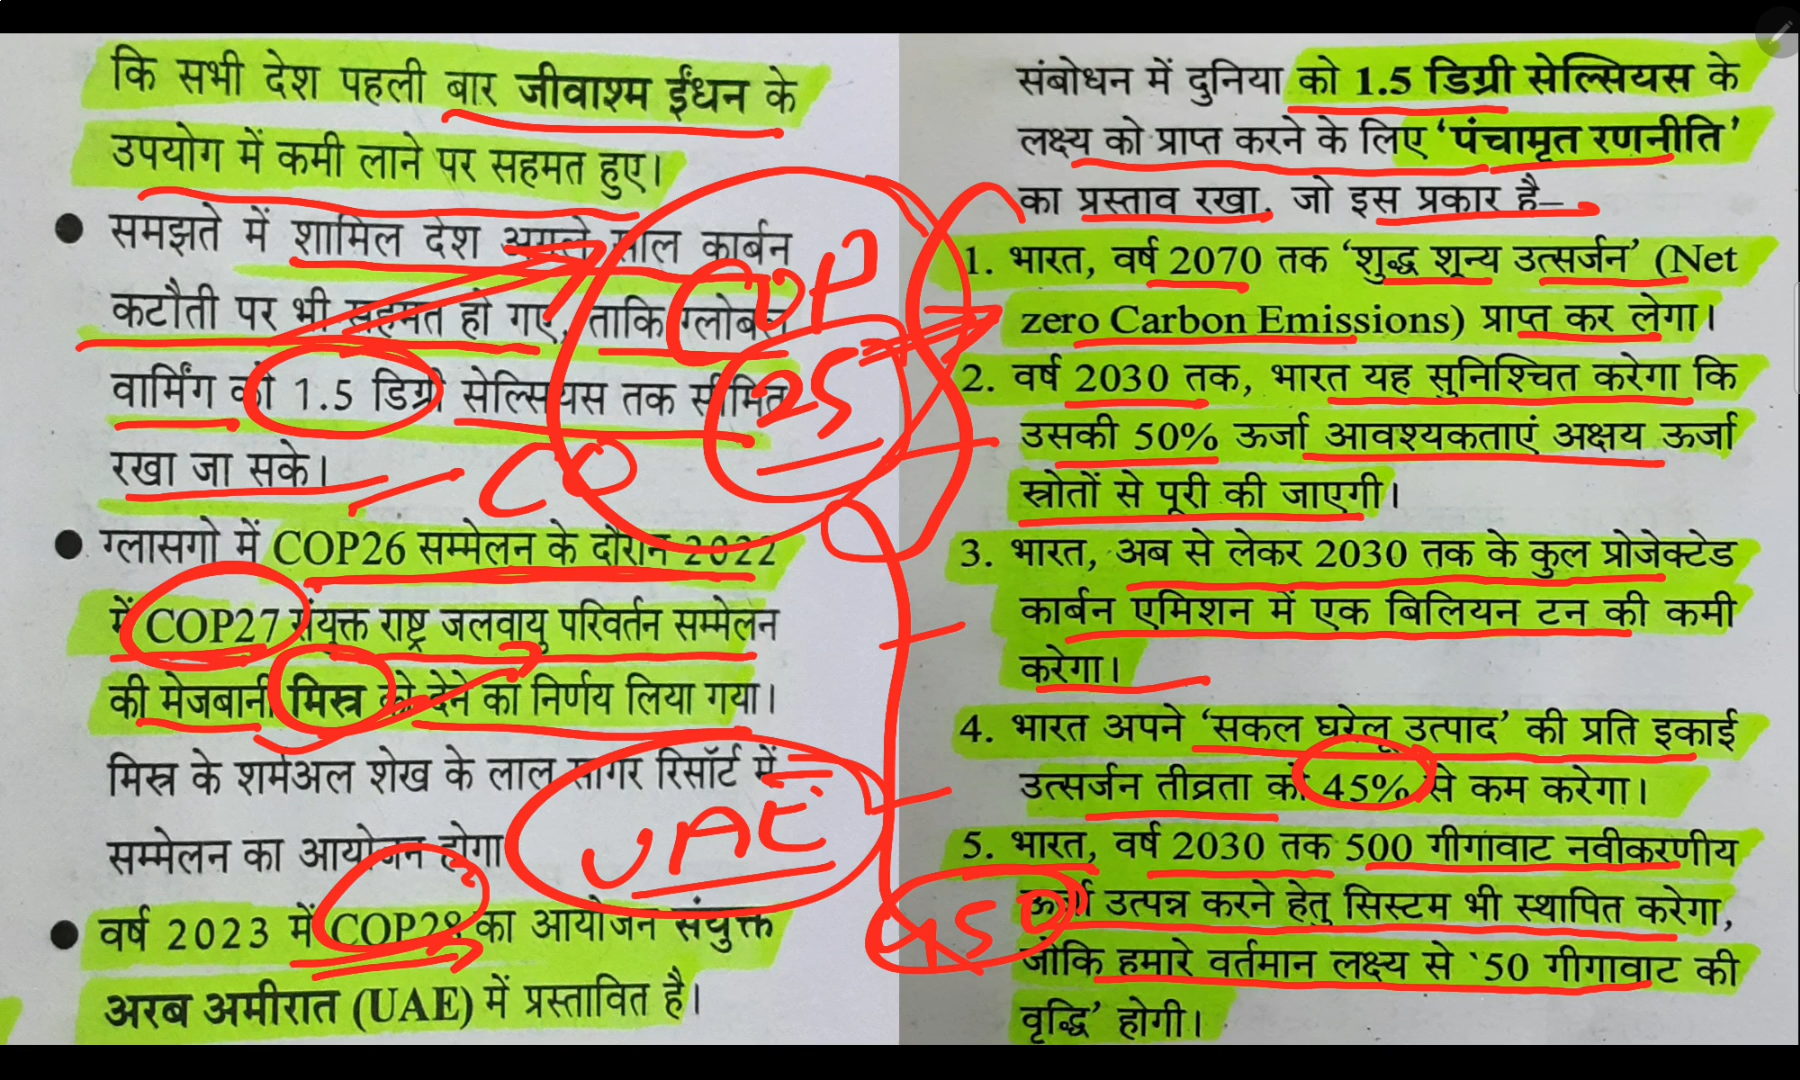 कि सभी देश पहली बार जीवाश्म ईंधन के
उपयोग में कमी लाने पर सहमत हुए।
● समझते में शामिल देश अगले साल कार्बन
कटौती पर भी सहमत हो गए, ताकि ग्लोबल
वार्मिंग को 1.5 डिग्री सेल्सियस तक सीमित
रखा जा सके।
● ग्लासगो में COP26 सम्मेलन के दौरान 2022
में COP27 संयुक्त राष्ट्र जलवायु परिवर्तन सम्मेलन
की मेजबानी मिस्र को देने का निर्णय लिया गया।
मिस्र के शर्मअल शेख के लाल सागर रिसॉर्ट में
सम्मेलन का आयोजन होगा
● वर्ष 2023 में COP28 का आयोजन संयुक्त
अरब अमीरात (UAE) में प्रस्तावित है।
COP
25
CO
UAE
450
संबोधन में दुनिया को 1.5 डिग्री सेल्सियस के
लक्ष्य को प्राप्त करने के लिए ‘पंचामृत रणनीति’
का प्रस्ताव रखा. जो इस प्रकार है–
1. भारत, वर्ष 2070 तक ‘शुद्ध शून्य उत्सर्जन’ (Net
zero Carbon Emissions) प्राप्त कर लेगा।
2. वर्ष 2030 तक, भारत यह सुनिश्चित करेगा कि
उसकी 50% ऊर्जा आवश्यकताएं अक्षय ऊर्जा
स्रोतों से पूरी की जाएगी।
3. भारत, अब से लेकर 2030 तक के कुल प्रोजेक्टेड
कार्बन एमिशन में एक बिलियन टन की कमी
करेगा।
4. भारत अपने ‘सकल घरेलू उत्पाद’ की प्रति इकाई
उत्सर्जन तीव्रता को 45% से कम करेगा।
5. भारत, वर्ष 2030 तक 500 गीगावाट नवीकरणीय
ऊर्जा उत्पन्न करने हेतु सिस्टम भी स्थापित करेगा,
जोकि हमारे वर्तमान लक्ष्य से ‘50 गीगावाट की
वृद्धि’ होगी।